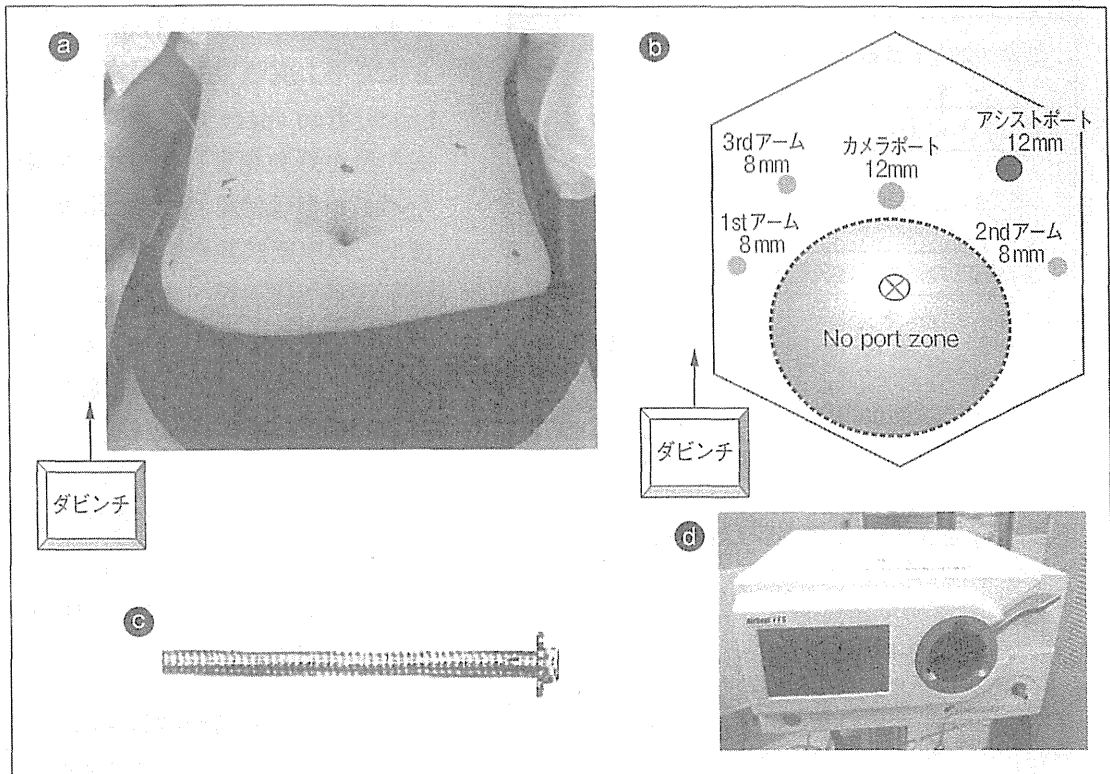 a
ダビンチ
b
アシストポート
12mm
3rdアーム
8mm
カメラポート
12mm
1stアーム
8mm
2ndアーム
8mm
No port zone
ダビンチ
c
d